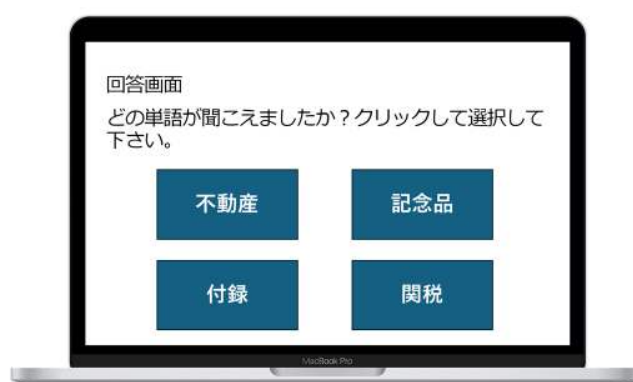 回答画面
どの単語が聞こえましたか？クリックして選択して
下さい。
不動産
記念品
付録
関税
MacBook Pro